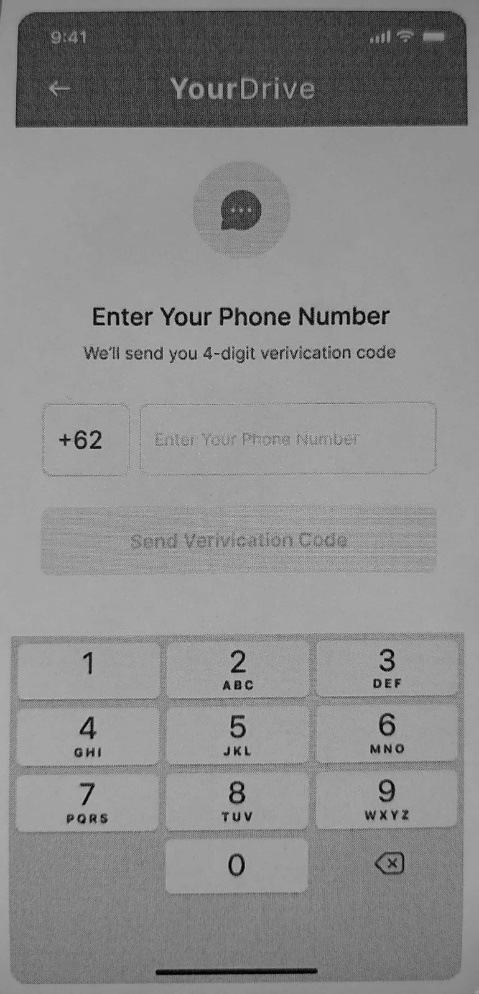 9:41
YourDrive
Enter Your Phone Number
We'll send you 4-digit verivication code
+62 Enter Your Phone Number
Send Verivication Code
1 2 3
ABC DEF
4 5 6
GHI JKL MNO
7 8 9
PQRS TUV WXYZ
0